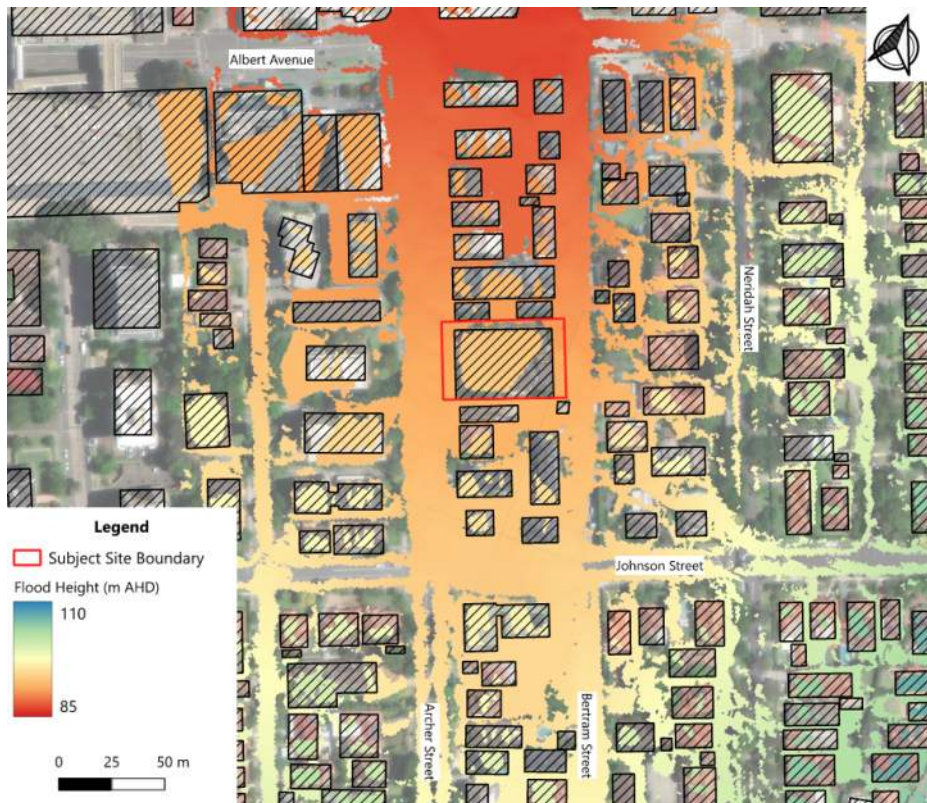 Albert Avenue
Neridah Street
Legend
Subject Site Boundary
Flood Height (m AHD)
110
85
0 25 50 m
Johnson Street
Archer Street
Bertram Street